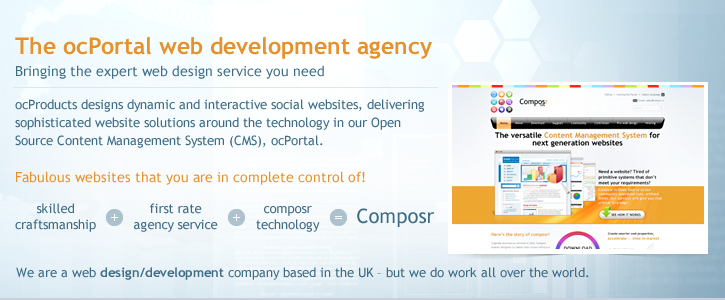 The ocPortal web development agency
Bringing the expert web design service you need
ocProducts designs dynamic and interactive social websites, delivering
sophisticated website solutions around the technology in our Open
Source Content Management System (CMS), ocPortal.
Fabulous websites that you are in complete control of!
skilled
craftsmanship
+
first rate
agency service
+
composr
technology
=
Composr
We are a web design/development company based in the UK - but we do work all over the world.
Composr
The versatile Content Management System for
next generation websites
Need a website? Tired of
primitive systems that don't
meet your requirements?
SEE HOW IT WORKS
Here's the story of composr!
DOWNLOAD